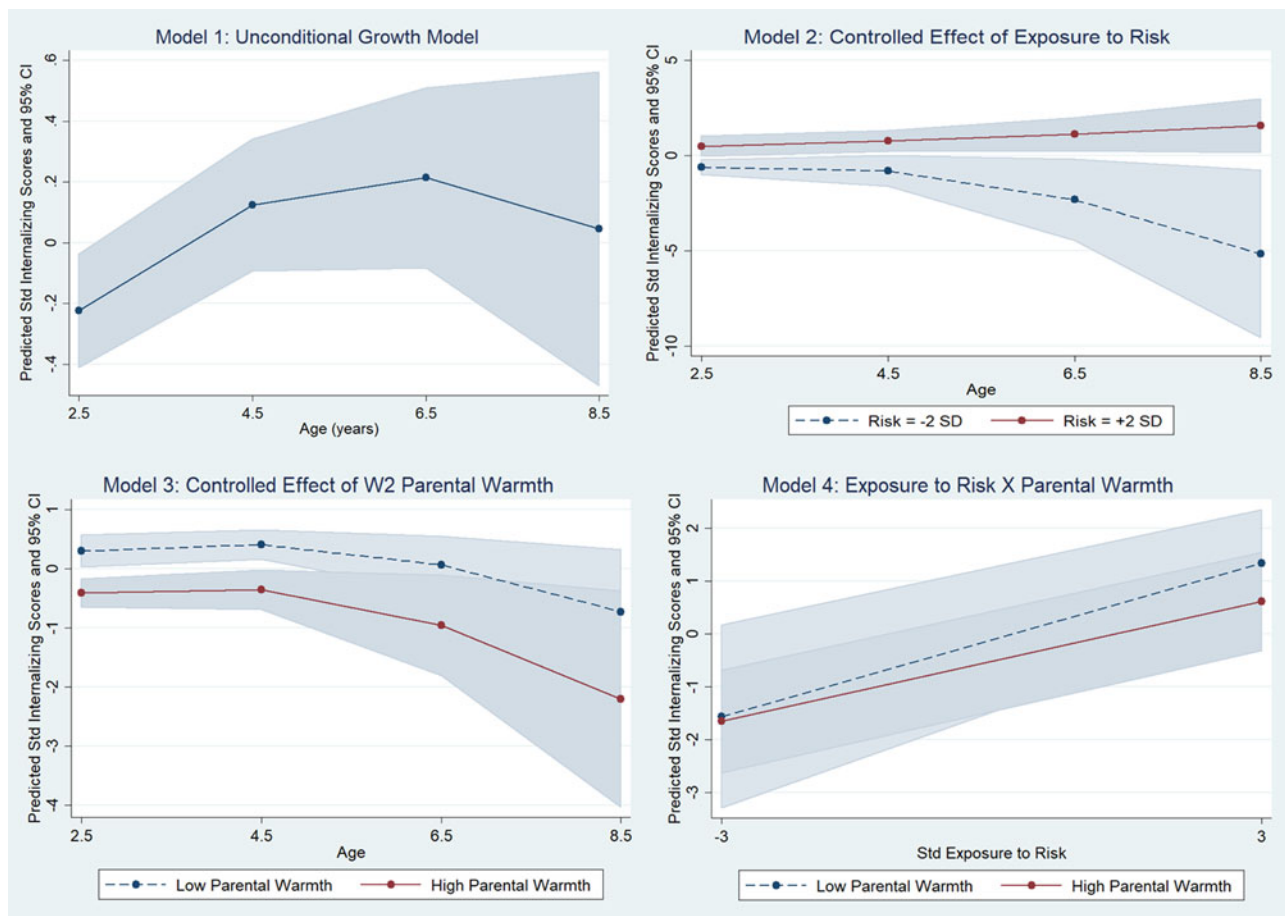 Model 1: Unconditional Growth Model
Predicted Std Internalizing Scores and 95% CI
.6
.4
.2
0
-.2
-.4
2.5 4.5 6.5 8.5
Age (years)
Model 2: Controlled Effect of Exposure to Risk
Predicted Std Internalizing Scores and 95% CI
5
0
-5
-10
2.5 4.5 6.5 8.5
Age
Risk = -2 SD Risk = +2 SD
Model 3: Controlled Effect of W2 Parental Warmth
Predicted Std Internalizing Scores and 95% CI
1
0
-1
-2
-3
-4
2.5 4.5 6.5 8.5
Age
Low Parental Warmth High Parental Warmth
Model 4: Exposure to Risk X Parental Warmth
Predicted Std Internalizing Scores and 95% CI
2
1
0
-1
-2
-3
-3 3
Std Exposure to Risk
Low Parental Warmth High Parental Warmth